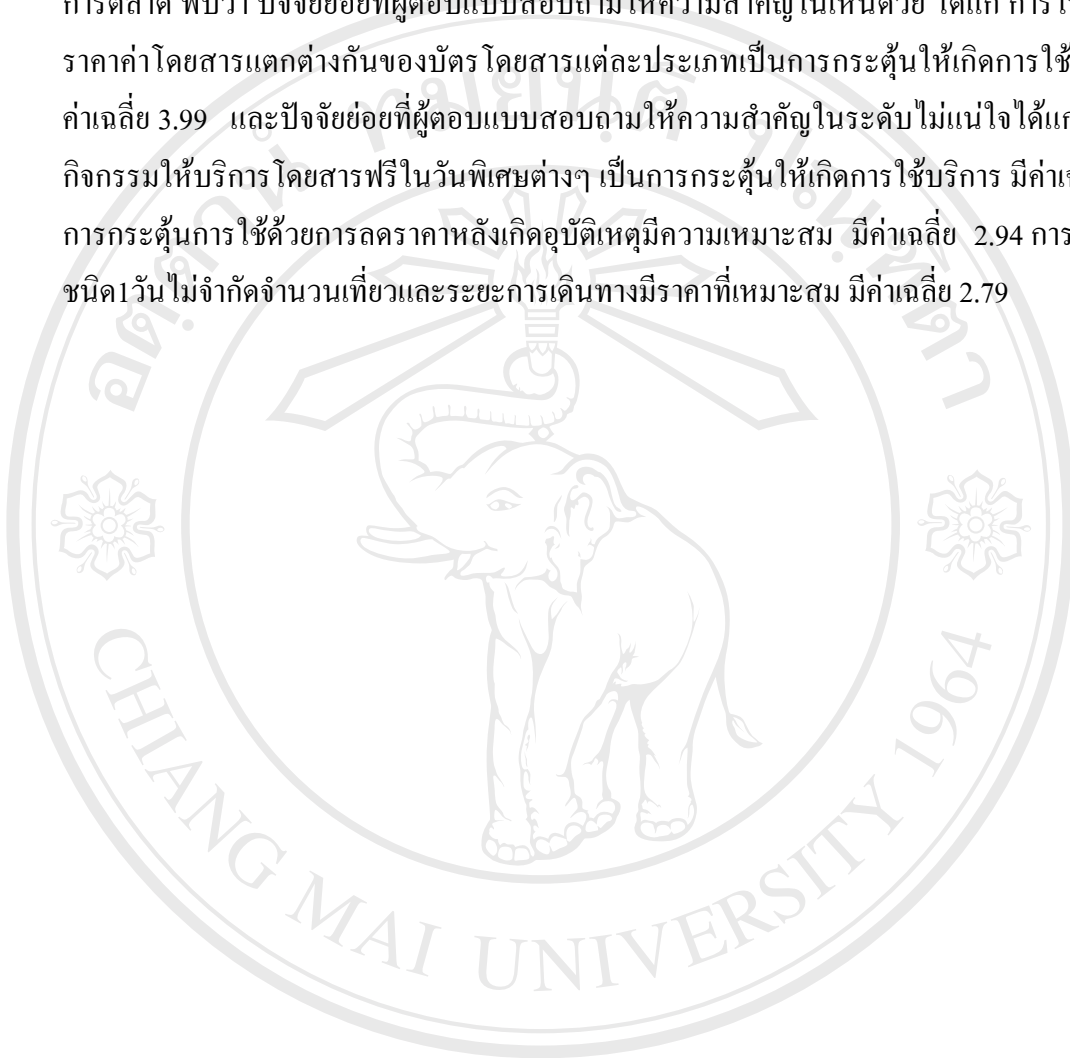 การตลาด พบว่า ปัจจัยย่อยที่ผู้ตอบแบบสอบถามให้ความสำคัญในเห็นด้วย ได้แก่ การ
ราคาค่าโดยสารแตกต่างกันของบัตรโดยสารแต่ละประเภทเป็นการกระตุ้นให้เกิดการใช้
ค่าเฉลี่ย 3.99 และปัจจัยย่อยที่ผู้ตอบแบบสอบถามให้ความสำคัญในระดับไม่แน่ใจได้แก่
กิจกรรมให้บริการโดยสารฟรีในวันพิเศษต่างๆ เป็นการกระตุ้นให้เกิดการใช้บริการ
การกระตุ้นการใช้ด้วยการลดราคาหลังเกิดอุบัติเหตุมีความเหมาะสม มีค่าเฉลี่ย 2.94 การ
ชนิด1วันไม่จำกัดจำนวนเที่ยวและระยะการเดินทางมีราคาที่เหมาะสม มีค่าเฉลี่ย 2.79
อตฺตานํ ทมยนฺติ ปณฺฑิตา
CHIANG MAI UNIVERSITY 1964